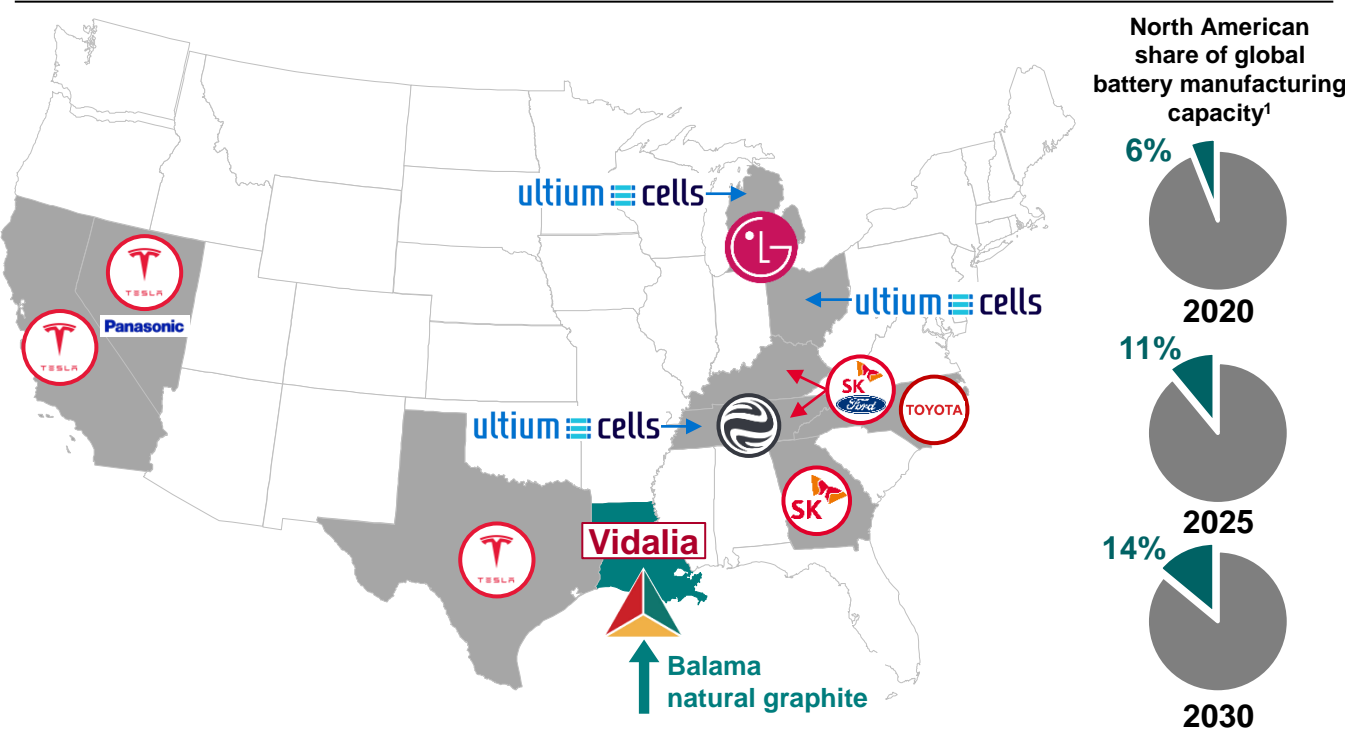 North American
share of global
battery manufacturing
capacity1
6%
2020
11%
2025
14%
2030
ultium cells
LG
ultium cells
TESLA
Panasonic
TESLA
SK
Ford
TOYOTA
ultium cells
SK
TESLA
Vidalia
Balama
natural graphite